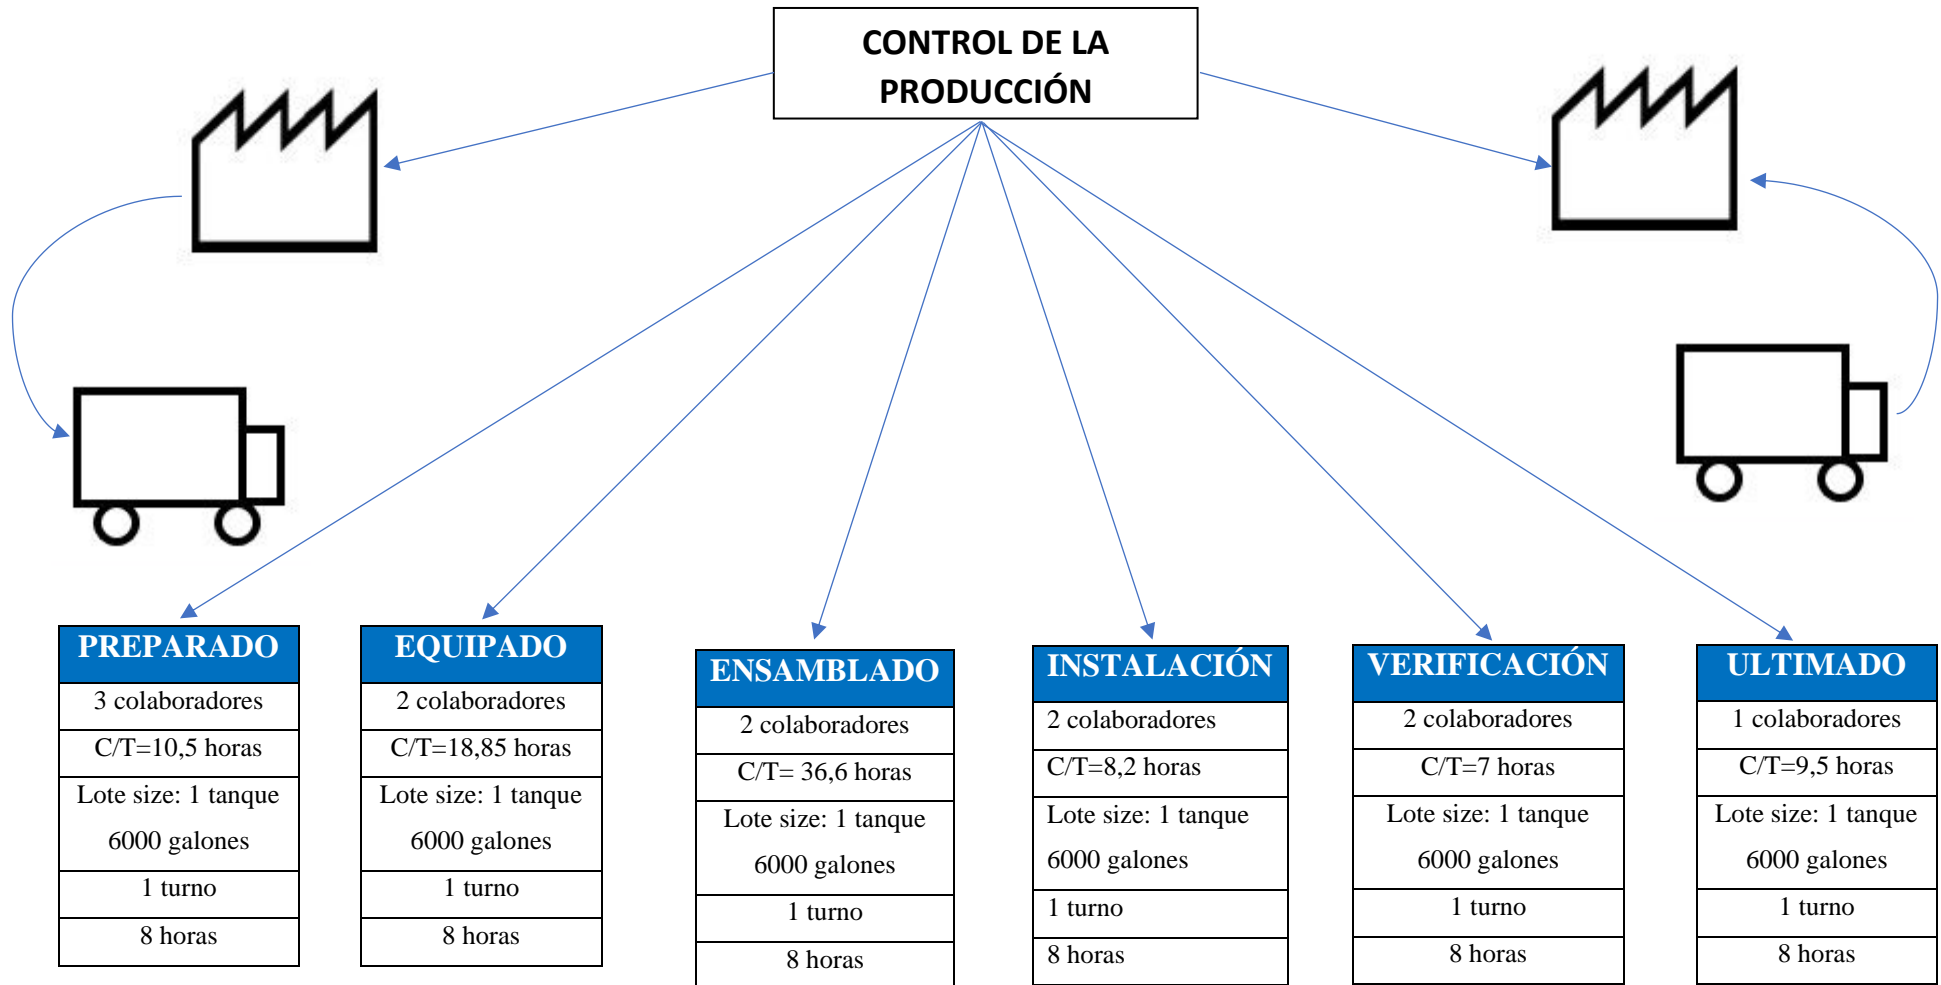 CONTROL DE LA
PRODUCCIÓN
PREPARADO
3 colaboradores
C/T=10,5 horas
Lote size: 1 tanque
6000 galones
1 turno
8 horas
EQUIPADO
2 colaboradores
C/T=18,85 horas
Lote size: 1 tanque
6000 galones
1 turno
8 horas
ENSAMBLADO
2 colaboradores
C/T= 36,6 horas
Lote size: 1 tanque
6000 galones
1 turno
8 horas
INSTALACIÓN
2 colaboradores
C/T=8,2 horas
Lote size: 1 tanque
6000 galones
1 turno
8 horas
VERIFICACIÓN
2 colaboradores
C/T=7 horas
Lote size: 1 tanque
6000 galones
1 turno
8 horas
ULTIMADO
1 colaboradores
C/T=9,5 horas
Lote size: 1 tanque
6000 galones
1 turno
8 horas